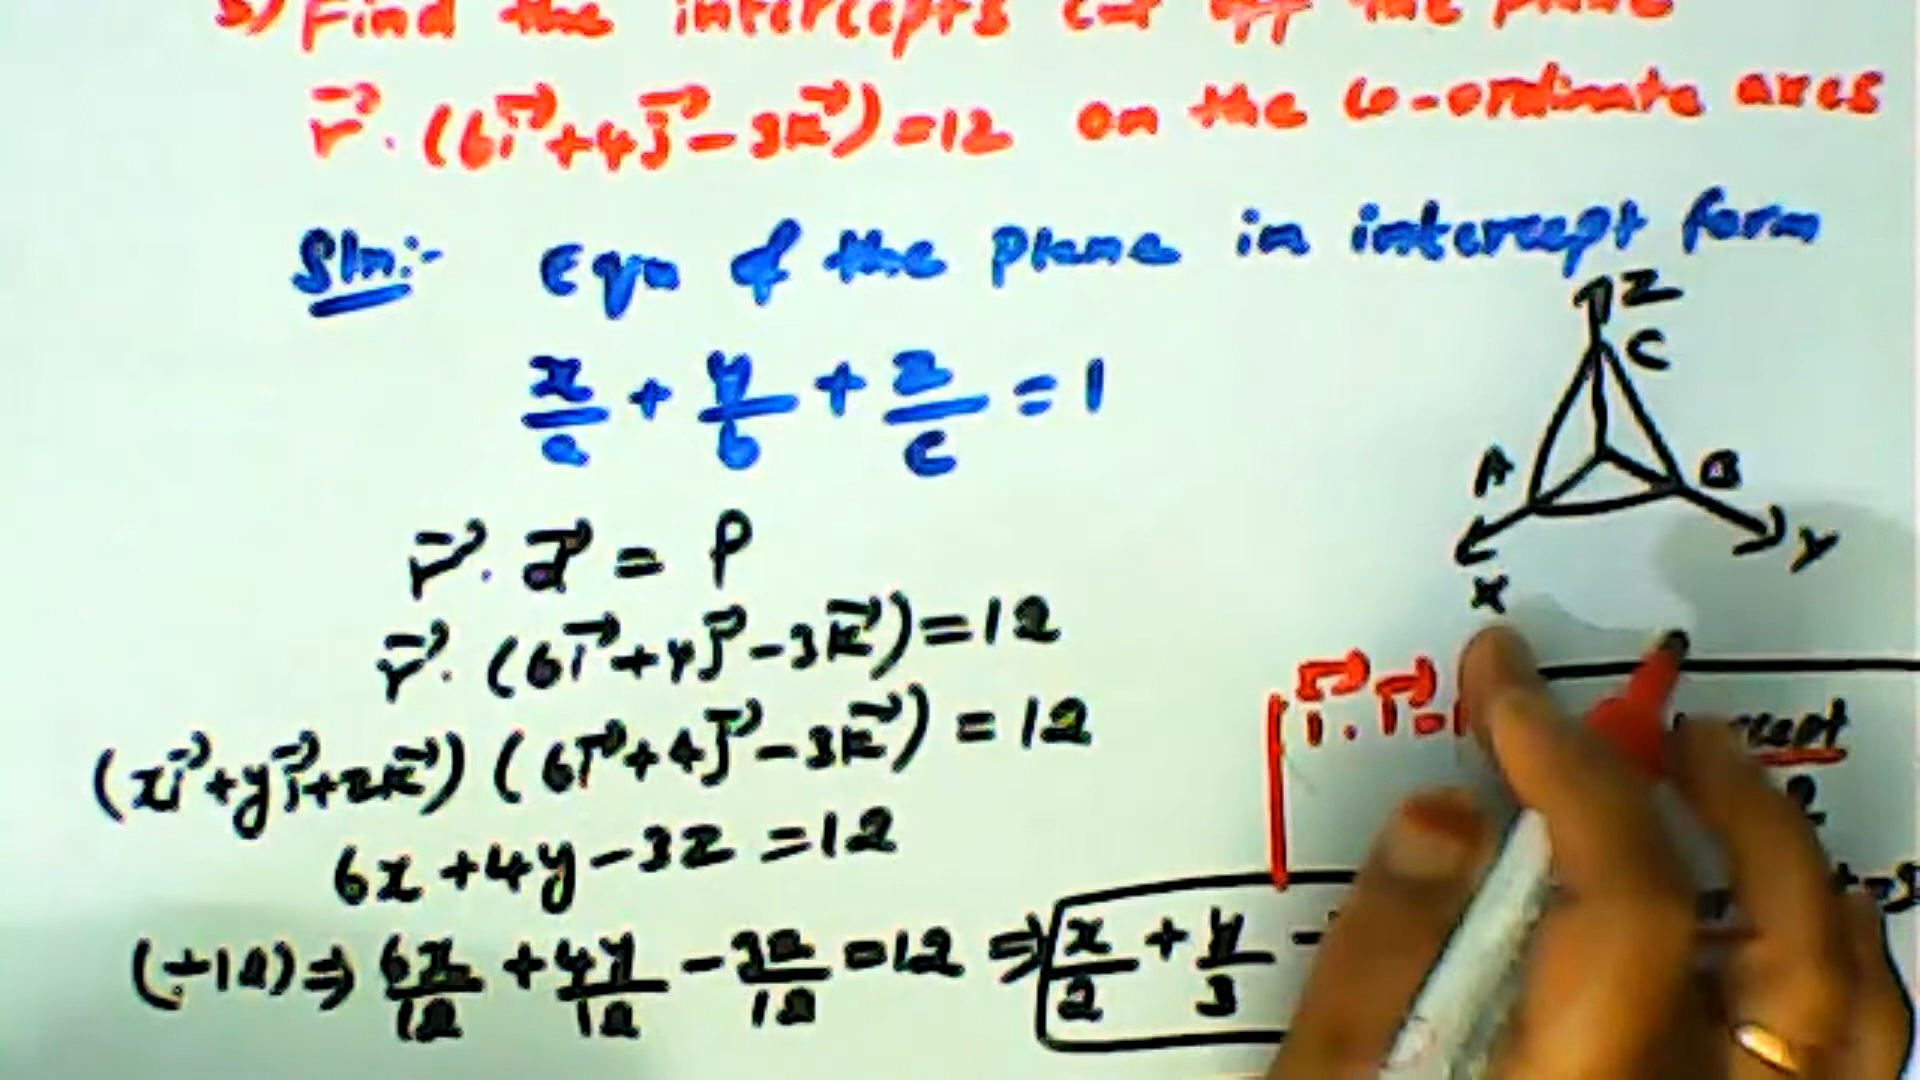 5) Find the intercepts cut off the plane
r⃗ . (6i⃗ + 4j⃗ - 3k⃗) = 12 on the co-ordinate axes
Sln:- Eqn of the plane in intercept form
x/a + y/b + z/c = 1
Z
C
A
B
Y
X
r⃗ . n⃗ = P
r⃗ . (6i⃗ + 4j⃗ - 3k⃗) = 12
(xi⃗ + yj⃗ + zk⃗) (6i⃗ + 4j⃗ - 3k⃗) = 12
i⃗ . i⃗ = 1
6x + 4y - 3z = 12
(÷12) ⇒ 6x/12 + 4y/12 - 3z/12 = 12 ⇒ x/2 + y/3 -